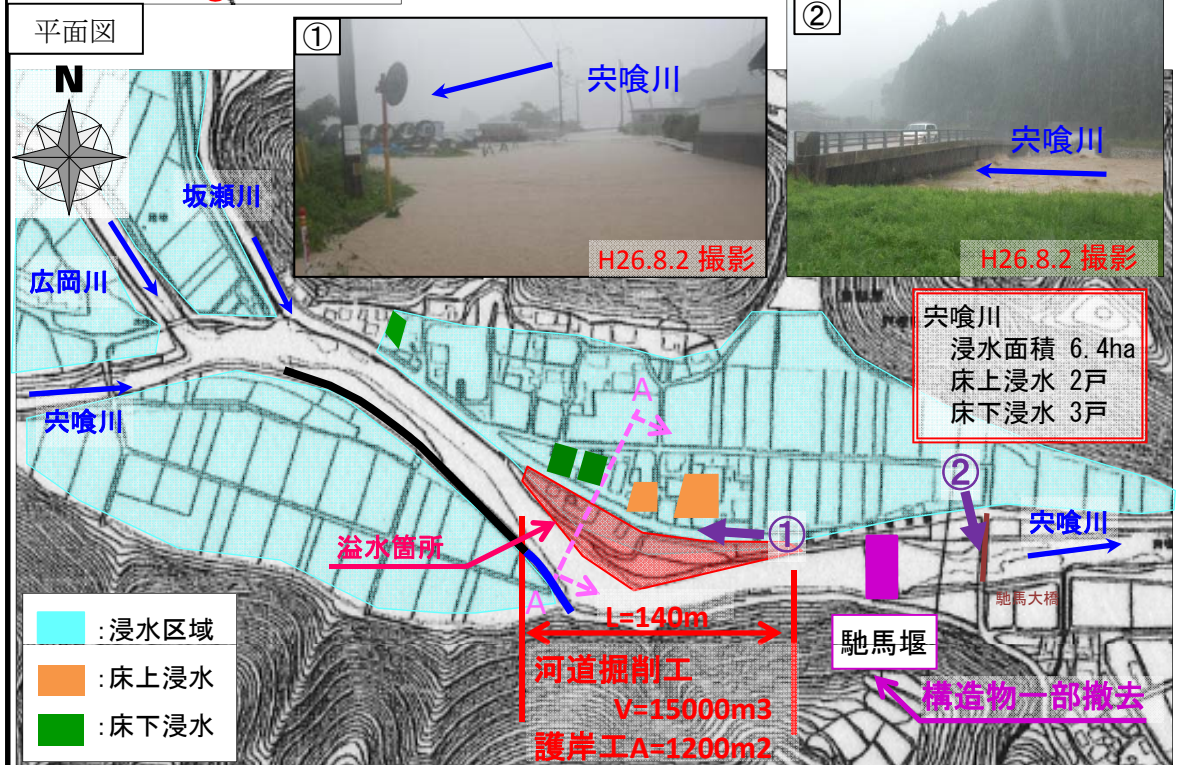 平面図
①
宍喰川
H26.8.2 撮影
②
宍喰川
H26.8.2 撮影
N
坂瀬川
広岡川
宍喰川
宍喰川
浸水面積 6.4ha
床上浸水 2戸
床下浸水 3戸
A
②
①
宍喰川
溢水箇所
A
馳馬大橋
L=140m
馳馬堰
河道掘削工
V=15000m3
護岸工A=1200m2
構造物一部撤去
:浸水区域
:床上浸水
:床下浸水